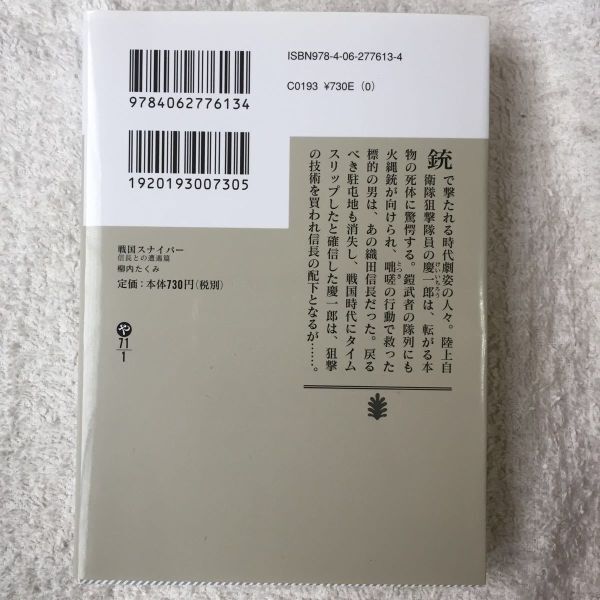 ISBN978-4-06-277613-4
C0193 ¥730E (0)
9784062776134
1920193007305
銃で撃たれる時代劇姿の人々。陸上自
衛隊狙撃隊員の慶一郎は、転がる本
けいいちろう
物の死体に驚愕する。鎧武者の隊列にも
火縄銃が向けられ、咄嗟の行動で救った
とっさ
標的の男は、あの織田信長だった。戻る
べき駐屯地も消失し、戦国時代にタイム
スリップしたと確信した慶一郎は、狙撃
の技術を買われ信長の配下となるが……。
戦国スナイパー
信長との遭遇篇
柳内たくみ
定価:本体730円(税別)
や
71
1